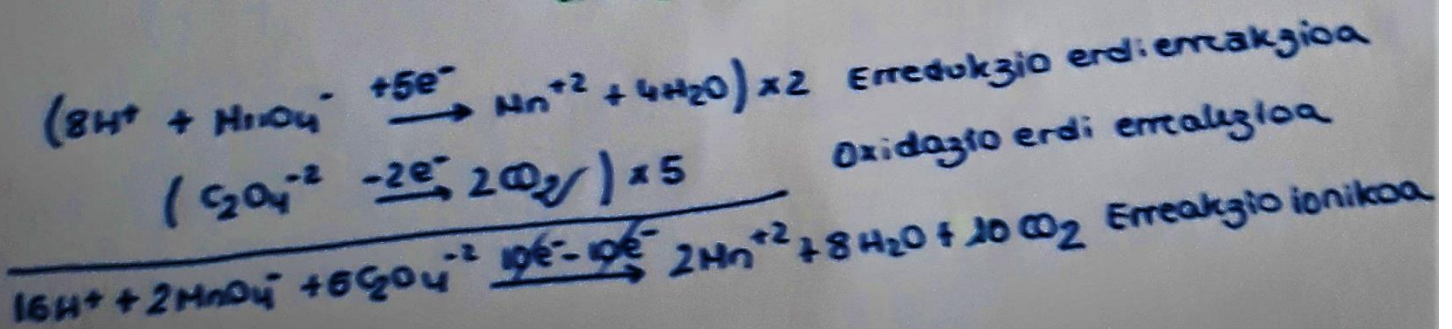 (8H⁺ + MnO₄⁻ +5e⁻ → Mn⁺² + 4H₂O) x2 Erredukzio erdierreakzioa
(C₂O₄⁻² -2e⁻ → 2CO₂) x5 Oxidazio erdi erreakzioa
16H⁺ + 2MnO₄⁻ + 5C₂O₄⁻² 10e⁻ - 10e⁻ → 2Mn⁺² + 8H₂O + 10CO₂ Erreakzio ionikoa